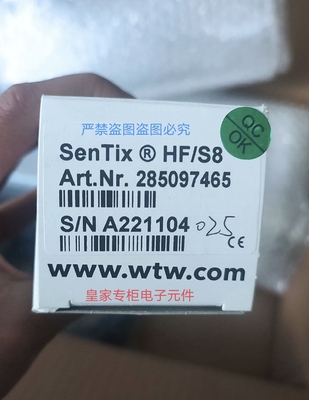 严禁盗图盗图必究
QC
OK
SenTix ® HF/S8
Art.Nr. 285097465
S/N A221104 025
CE
www.wtw.com
皇家专柜电子元件